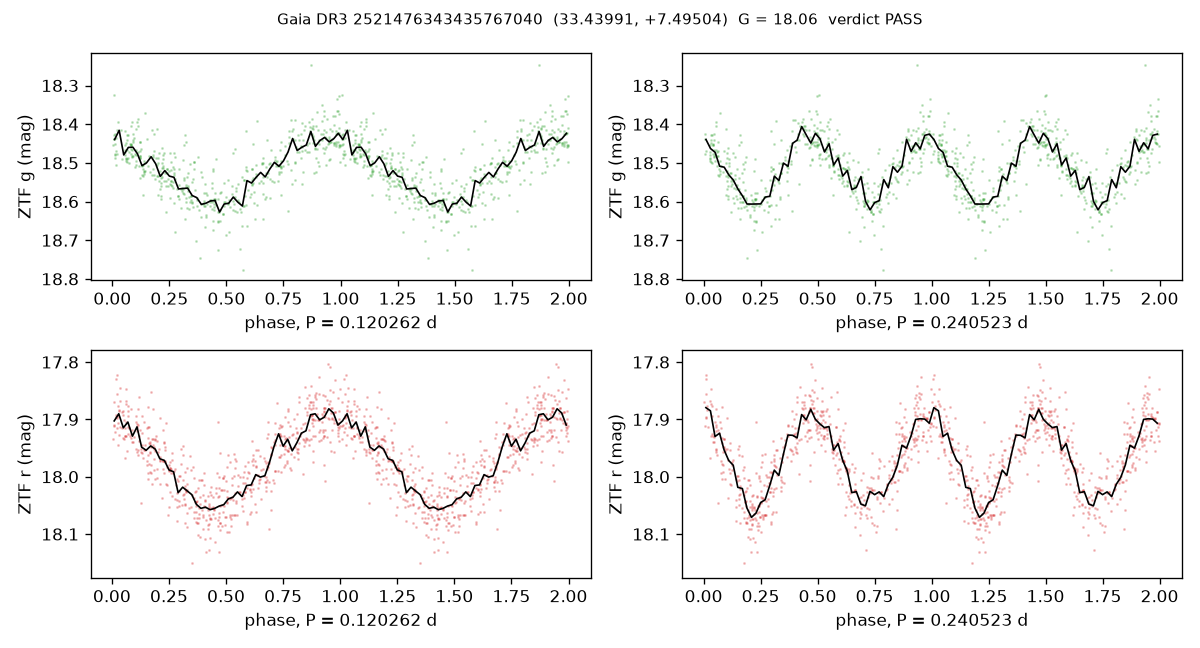 Gaia DR3 2521476343435767040  (33.43991, +7.49504)  G = 18.06  verdict PASS
ZTF g (mag)
18.3
18.4
18.5
18.6
18.7
18.8
0.00 0.25 0.50 0.75 1.00 1.25 1.50 1.75 2.00
phase, P = 0.120262 d
ZTF g (mag)
18.3
18.4
18.5
18.6
18.7
18.8
0.00 0.25 0.50 0.75 1.00 1.25 1.50 1.75 2.00
phase, P = 0.240523 d
ZTF r (mag)
17.8
17.9
18.0
18.1
0.00 0.25 0.50 0.75 1.00 1.25 1.50 1.75 2.00
phase, P = 0.120262 d
ZTF r (mag)
17.8
17.9
18.0
18.1
0.00 0.25 0.50 0.75 1.00 1.25 1.50 1.75 2.00
phase, P = 0.240523 d